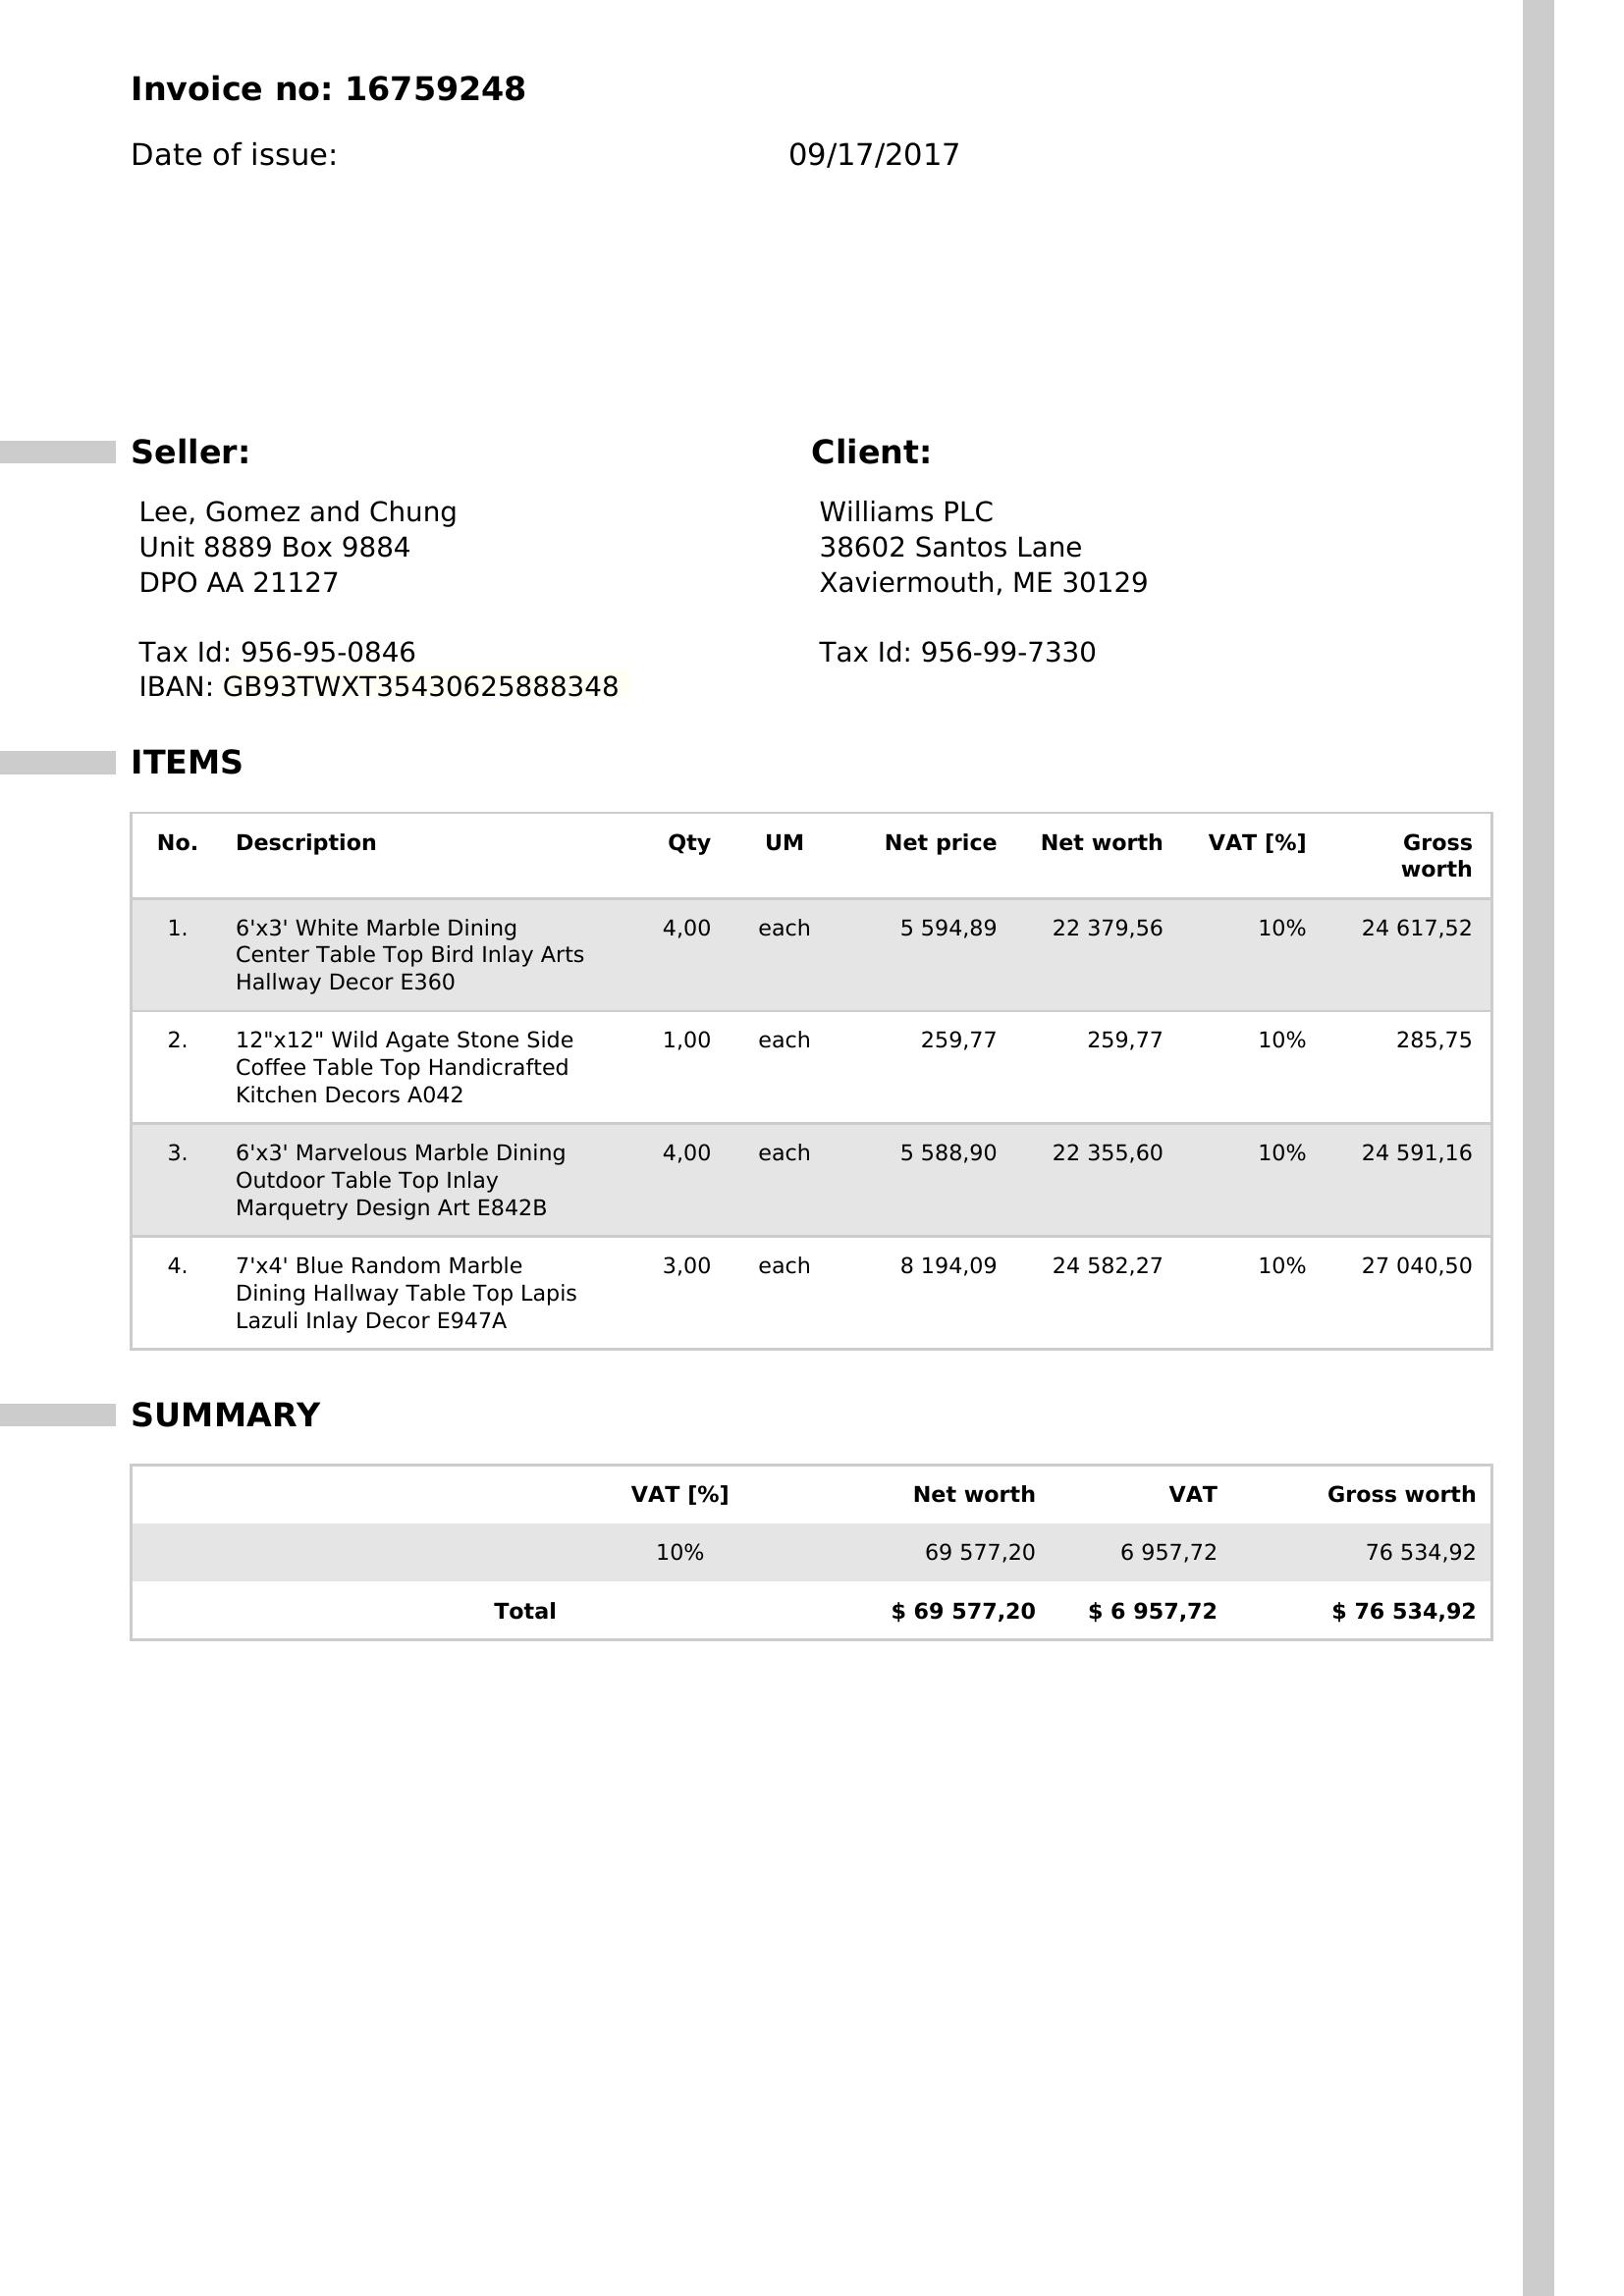 Invoice no: 16759248
Date of issue: 09/17/2017
Seller:
Lee, Gomez and Chung
Unit 8889 Box 9884
DPO AA 21127
Tax Id: 956-95-0846
IBAN: GB93TWXT35430625888348
Client:
Williams PLC
38602 Santos Lane
Xaviermouth, ME 30129
Tax Id: 956-99-7330
ITEMS
No. Description Qty UM Net price Net worth VAT [%] Gross
worth
1. 6'x3' White Marble Dining 4,00 each 5 594,89 22 379,56 10% 24 617,52
Center Table Top Bird Inlay Arts
Hallway Decor E360
2. 12"x12" Wild Agate Stone Side 1,00 each 259,77 259,77 10% 285,75
Coffee Table Top Handicrafted
Kitchen Decors A042
3. 6'x3' Marvelous Marble Dining 4,00 each 5 588,90 22 355,60 10% 24 591,16
Outdoor Table Top Inlay
Marquetry Design Art E842B
4. 7'x4' Blue Random Marble 3,00 each 8 194,09 24 582,27 10% 27 040,50
Dining Hallway Table Top Lapis
Lazuli Inlay Decor E947A
SUMMARY
VAT [%] Net worth VAT Gross worth
10% 69 577,20 6 957,72 76 534,92
Total $ 69 577,20 $ 6 957,72 $ 76 534,92